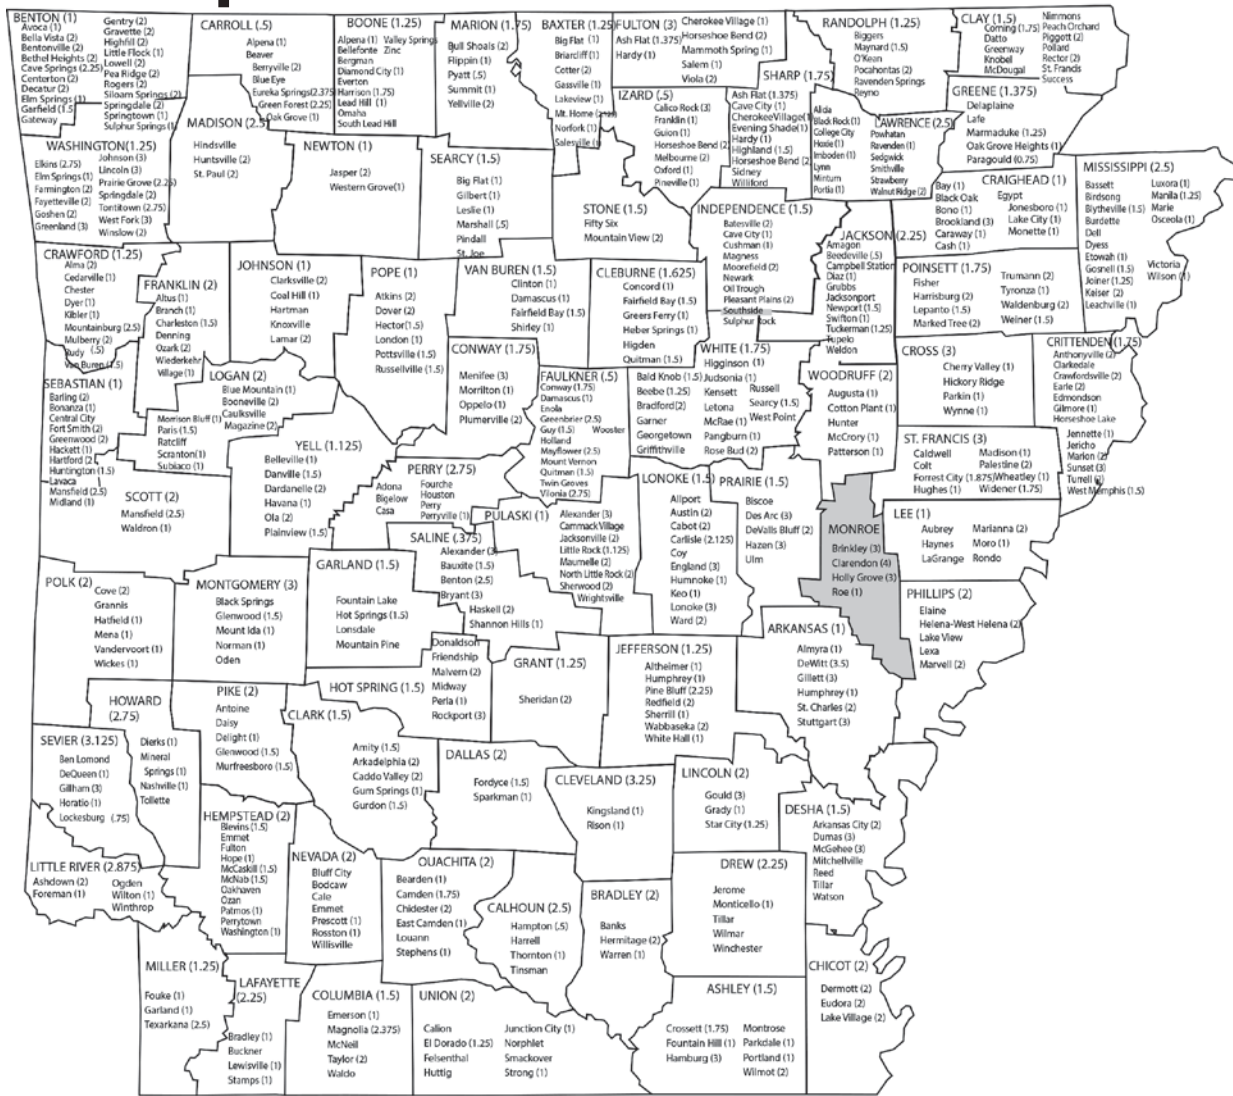 BENTON (1)
Avoca (1)
Bella Vista (2)
Bentonville (2)
Bethel Heights (2)
Cave Springs (2.25)
Centerton (2)
Decatur (2)
Elm Springs (1)
Garfield (1.5)
Gateway
Gentry (2)
Gravette (2)
Highfill (2)
Little Flock (1)
Lowell (2)
Pea Ridge (2)
Rogers (2)
Siloam Springs (2)
Springdale (2)
Springtown (1)
Sulphur Springs (1)
CARROLL (.5)
Alpena (1)
Beaver
Berryville (2)
Blue Eye
Eureka Springs(2.375)
Green Forest (2.25)
Oak Grove (1)
BOONE (1.25)
Alpena (1) Valley Springs
Bellefonte Zinc
Bergman
Diamond City (1)
Everton
Harrison (1.75)
Lead Hill (1)
Omaha
South Lead Hill
MARION (1.75)
Bull Shoals (2)
Flippin (1)
Pyatt (.5)
Summit (1)
Yellville (2)
BAXTER (1.25)
Big Flat (1)
Briarcliff (1)
Cotter (2)
Gassville (1)
Lakeview (1)
Mt. Home
Norfork (1)
Salesville
FULTON (3)
Ash Flat (1.375)
Hardy (1)
Cherokee Village (1)
Horseshoe Bend (2)
Mammoth Spring (1)
Salem (1)
Viola (2)
RANDOLPH (1.25)
Biggers
Maynard (1.5)
O'Kean
Pocahontas (2)
Ravenden Springs
Reyno
CLAY (1.5)
Corning (1.75)
Datto
Greenway
Knobel
McDougal
Nimmons
Peach Orchard
Piggott (2)
Pollard
Rector (2)
St. Francis
Success
MADISON (2.5)
Hindsville
Huntsville (2)
St. Paul (2)
WASHINGTON(1.25)
Elkins (2.75)
Elm Springs (1)
Farmington (2)
Fayetteville (2)
Goshen (2)
Greenland (3)
Johnson (3)
Lincoln (3)
Prairie Grove (2.25)
Springdale (2)
Tontitown (2.75)
West Fork (3)
Winslow (2)
NEWTON (1)
Jasper (2)
Western Grove(1)
SEARCY (1.5)
Big Flat (1)
Gilbert (1)
Leslie (1)
Marshall (.5)
Pindall
St. Joe
IZARD (.5)
Calico Rock (3)
Franklin (1)
Guion (1)
Horseshoe Bend (2)
Melbourne (2)
Oxford (1)
Pineville (1)
SHARP (1.75)
Ash Flat (1.375)
Cave City (1)
CherokeeVillage(1)
Evening Shade(1)
Hardy (1)
Highland (1.5)
Horseshoe Bend (2)
Sidney
Williford
LAWRENCE (2.5)
Alicia
Black Rock (1)
College City
Hoxie (1)
Imboden (1)
Lynn
Minturn
Portia (1)
Powhatan
Ravenden (1)
Sedgwick
Smithville
Strawberry
Walnut Ridge (2)
GREENE (1.375)
Delaplaine
Lafe
Marmaduke (1.25)
Oak Grove Heights (1)
Paragould (0.75)
STONE (1.5)
Fifty Six
Mountain View (2)
INDEPENDENCE (1.5)
Batesville (2)
Cave City (1)
Cushman (1)
Magness
Moorefield (2)
Newark
Oil Trough
Pleasant Plains (2)
Southside
Sulphur Rock
CRAIGHEAD (1)
Bay (1)
Black Oak
Bono (1)
Brookland (3)
Caraway (1)
Cash (1)
Egypt
Jonesboro (1)
Lake City (1)
Monette (1)
MISSISSIPPI (2.5)
Bassett
Birdsong
Blytheville (1.5)
Burdette
Dell
Dyess
Etowah (1)
Gosnell (1.5)
Joiner (1.25)
Keiser (2)
Leachville (1)
Luxora (1)
Manila (1.25)
Marie
Osceola (1)
Victoria
Wilson (1)
CRAWFORD (1.25)
Alma (2)
Cedarville (1)
Chester
Dyer (1)
Kibler (1)
Mountainburg (2.5)
Mulberry (2)
Rudy (.5)
Van Buren (1.5)
FRANKLIN (2)
Altus (1)
Branch (1)
Charleston (1.5)
Denning
Ozark (2)
Wiederkehr
Village (1)
JOHNSON (1)
Clarksville (2)
Coal Hill (1)
Hartman
Knoxville
Lamar (2)
POPE (1)
Atkins (2)
Dover (2)
Hector(1.5)
London (1)
Pottsville (1.5)
Russellville (1.5)
VAN BUREN (1.5)
Clinton (1)
Damascus (1)
Fairfield Bay (1.5)
Shirley (1)
CLEBURNE (1.625)
Concord (1)
Fairfield Bay (1.5)
Greers Ferry (1)
Heber Springs (1)
Higden
Quitman (1.5)
JACKSON (2.25)
Amagon
Beedeville (.5)
Campbell Station
Diaz (1)
Grubbs
Jacksonport
Newport (1.5)
Swifton (1)
Tuckerman (1.25)
Tupelo
Weldon
POINSETT (1.75)
Fisher
Harrisburg (2)
Lepanto (1.5)
Marked Tree (2)
Trumann (2)
Tyronza (1)
Waldenburg (2)
Weiner (1.5)
SEBASTIAN (1)
Barling (2)
Bonanza (1)
Central City
Fort Smith (2)
Greenwood (2)
Hackett (1)
Hartford (2)
Huntington (1.5)
Lavaca
Mansfield (2.5)
Midland (1)
LOGAN (2)
Blue Mountain (1)
Booneville (2)
Caulksville
Magazine (2)
Morrison Bluff (1)
Paris (1.5)
Ratcliff
Scranton(1)
Subiaco (1)
CONWAY (1.75)
Menifee (3)
Morrilton (1)
Oppelo (1)
Plumerville (2)
FAULKNER (.5)
Conway (1.75)
Damascus (1)
Enola
Greenbrier (2.5)
Guy (1.5) Wooster
Holland
Mayflower (2.5)
Mount Vernon
Quitman (1.5)
Twin Groves
Vilonia (2.75)
WHITE (1.75)
Bald Knob (1.5)
Beebe (1.25)
Bradford(2)
Garner
Georgetown
Griffithville
Higginson (1)
Judsonia (1)
Kensett
Letona
McRae (1)
Pangburn (1)
Rose Bud (2)
Russell
Searcy (1.5)
West Point
WOODRUFF (2)
Augusta (1)
Cotton Plant (1)
Hunter
McCrory (1)
Patterson (1)
CROSS (3)
Cherry Valley (1)
Hickory Ridge
Parkin (1)
Wynne (1)
CRITTENDEN (1.75)
Anthonyville (2)
Clarkedale
Crawfordsville (2)
Earle (2)
Edmondson
Gilmore (1)
Horseshoe Lake
Jennette (1)
Jericho
Marion (2)
Sunset (3)
Turrell
West Memphis (1.5)
ST. FRANCIS (3)
Caldwell
Colt
Forrest City (1.875)
Hughes (1)
Madison (1)
Palestine (2)
Wheatley (1)
Widener (1.75)
SCOTT (2)
Mansfield (2.5)
Waldron (1)
YELL (1.125)
Belleville (1)
Danville (1.5)
Dardanelle (2)
Havana (1)
Ola (2)
Plainview (1.5)
PERRY (2.75)
Adona
Bigelow
Casa
Fourche
Houston
Perry
Perryville (1)
PULASKI (1)
Alexander (3)
Cammack Village
Jacksonville (2)
Little Rock (1.125)
Maumelle (2)
North Little Rock (2)
Sherwood (2)
Wrightsville
LONOKE (1.5)
Allport
Austin (2)
Cabot (2)
Carlisle (2.125)
Coy
England (3)
Humnoke (1)
Keo (1)
Lonoke (3)
Ward (2)
PRAIRIE (1.5)
Biscoe
Des Arc (3)
DeValls Bluff (2)
Hazen (3)
Ulm
MONROE
Brinkley (3)
Clarendon (4)
Holly Grove (3)
Roe (1)
LEE (1)
Aubrey
Haynes
LaGrange
Marianna (2)
Moro (1)
Rondo
PHILLIPS (2)
Elaine
Helena-West Helena (2)
Lake View
Lexa
Marvell (2)
POLK (2)
Cove (2)
Grannis
Hatfield (1)
Mena (1)
Vandervoort (1)
Wickes (1)
MONTGOMERY (3)
Black Springs
Glenwood (1.5)
Mount Ida (1)
Norman (1)
Oden
GARLAND (1.5)
Fountain Lake
Hot Springs (1.5)
Lonsdale
Mountain Pine
SALINE (.375)
Alexander (3)
Bauxite (1.5)
Benton (2.5)
Bryant (3)
Haskell (2)
Shannon Hills (1)
HOT SPRING (1.5)
Donaldson
Friendship
Malvern (2)
Midway
Perla (1)
Rockport (3)
GRANT (1.25)
Sheridan (2)
JEFFERSON (1.25)
Altheimer (1)
Humphrey (1)
Pine Bluff (2.25)
Redfield (2)
Sherrill (1)
Wabbaseka (2)
White Hall (1)
ARKANSAS (1)
Almyra (1)
DeWitt (3.5)
Gillett (3)
Humphrey (1)
St. Charles (2)
Stuttgart (3)
HOWARD
(2.75)
Dierks (1)
Mineral
Springs (1)
Nashville (1)
Tollette
PIKE (2)
Antoine
Daisy
Delight (1)
Glenwood (1.5)
Murfreesboro (1.5)
CLARK (1.5)
Amity (1.5)
Arkadelphia (2)
Caddo Valley (2)
Gum Springs (1)
Gurdon (1.5)
SEVIER (3.125)
Ben Lomond
DeQueen (1)
Gillham (3)
Horatio (1)
Lockesburg (.75)
DALLAS (2)
Fordyce (1.5)
Sparkman (1)
CLEVELAND (3.25)
Kingsland (1)
Rison (1)
LINCOLN (2)
Gould (3)
Grady (1)
Star City (1.25)
DESHA (1.5)
Arkansas City (2)
Dumas (3)
McGehee (3)
Mitchellville
Reed
Tillar
Watson
HEMPSTEAD (2)
Blevins (1.5)
Emmet
Fulton
Hope (1)
McCaskill (1.5)
McNab (1.5)
Oakhaven
Ozan
Patmos (1)
Perrytown
Washington (1)
LITTLE RIVER (2.875)
Ashdown (2)
Foreman (1)
Ogden
Wilton (1)
Winthrop
NEVADA (2)
Bluff City
Bodcaw
Cale
Emmet
Prescott (1)
Rosston (1)
Willisville
OUACHITA (2)
Bearden (1)
Camden (1.75)
Chidester (2)
East Camden (1)
Louann
Stephens (1)
CALHOUN (2.5)
Hampton (.5)
Harrell
Thornton (1)
Tinsman
BRADLEY (2)
Banks
Hermitage (2)
Warren (1)
DREW (2.25)
Jerome
Monticello (1)
Tillar
Wilmar
Winchester
MILLER (1.25)
Fouke (1)
Garland (1)
Texarkana (2.5)
LAFAYETTE
(2.25)
Bradley (1)
Buckner
Lewisville (1)
Stamps (1)
COLUMBIA (1.5)
Emerson (1)
Magnolia (2.375)
McNeil
Taylor (2)
Waldo
UNION (2)
Calion
El Dorado (1.25)
Felsenthal
Huttig
Junction City (1)
Norphlet
Smackover
Strong (1)
ASHLEY (1.5)
Crossett (1.75)
Fountain Hill (1)
Hamburg (3)
Montrose
Parkdale (1)
Portland (1)
Wilmot (2)
CHICOT (2)
Dermott (2)
Eudora (2)
Lake Village (2)